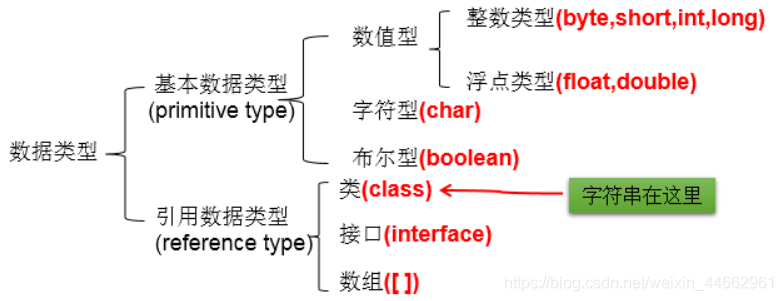 数据类型
基本数据类型
(primitive type)
数值型
整数类型(byte,short,int,long)
浮点类型(float,double)
字符型(char)
布尔型(boolean)
引用数据类型
(reference type)
类(class)
字符串在这里
接口(interface)
数组([ ])
https://blog.csdn.net/weixin_44662961